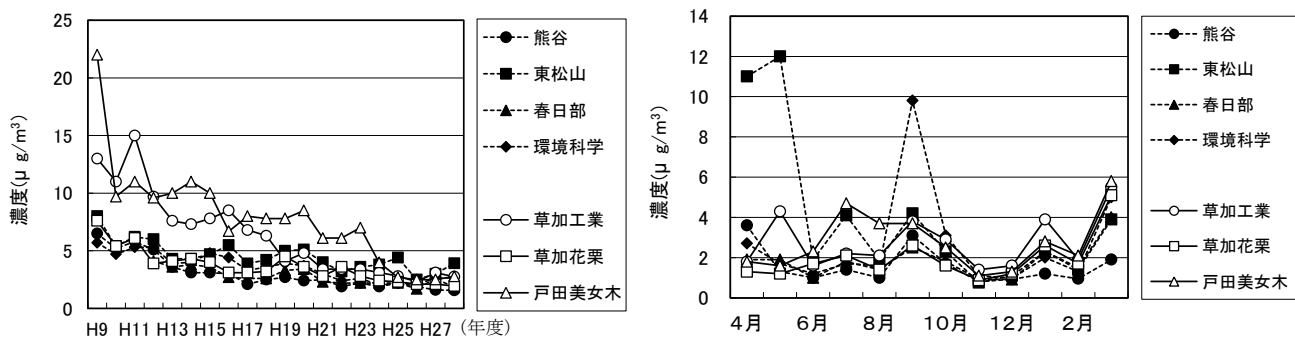 濃度(μ g/m³)
25
20
15
10
5
0
H9 H11 H13 H15 H17 H19 H21 H23 H25 H27 (年度)
熊谷
東松山
春日部
環境科学
草加工業
草加花栗
戸田美女木
濃度(μ g/m³)
14
12
10
8
6
4
2
0
4月 6月 8月 10月 12月 2月
熊谷
東松山
春日部
環境科学
草加工業
草加花栗
戸田美女木